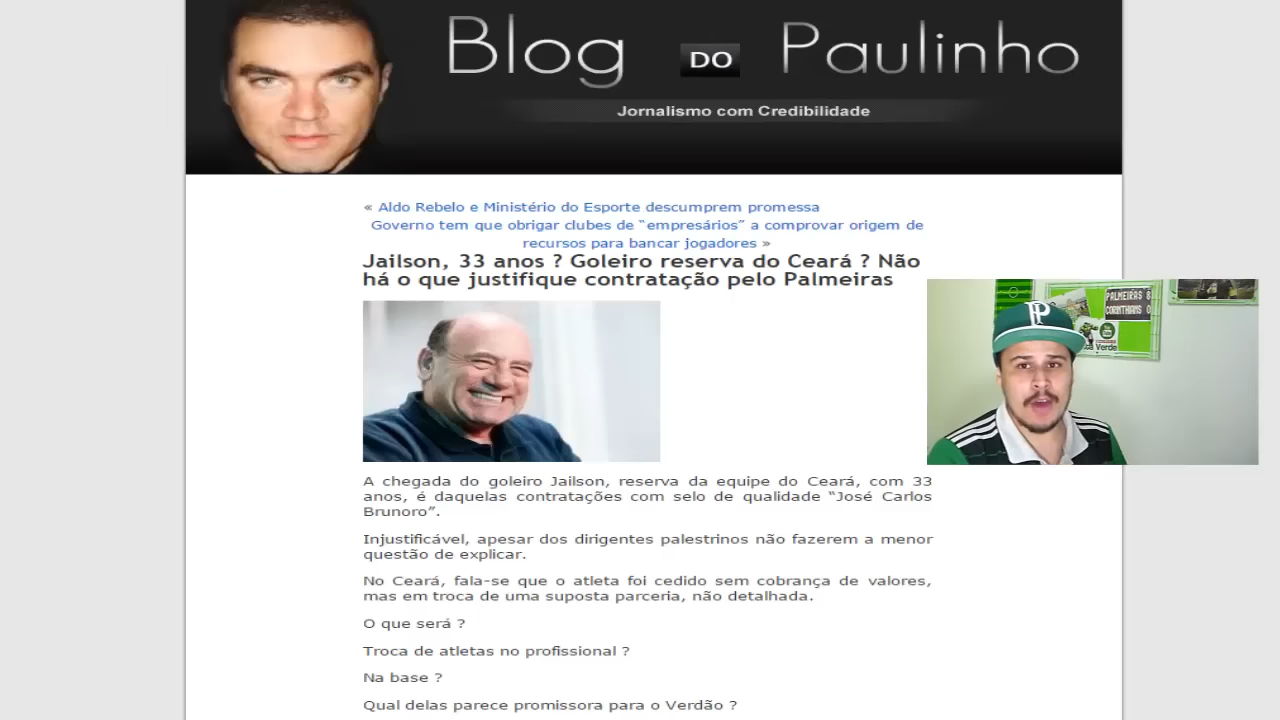 Blog DO Paulinho
Jornalismo com Credibilidade
« Aldo Rebelo e Ministério do Esporte descumprem promessa
Governo tem que obrigar clubes de “empresários” a comprovar origem de
recursos para bancar jogadores »
Jailson, 33 anos ? Goleiro reserva do Ceará ? Não
há o que justifique contratação pelo Palmeiras
PALMEIRAS 8
CORINTHIANS 0
Verde
A chegada do goleiro Jailson, reserva da equipe do Ceará, com 33
anos, é daquelas contratações com selo de qualidade “José Carlos
Brunoro”.
Injustificável, apesar dos dirigentes palestrinos não fazerem a menor
questão de explicar.
No Ceará, fala-se que o atleta foi cedido sem cobrança de valores,
mas em troca de uma suposta parceria, não detalhada.
O que será ?
Troca de atletas no profissional ?
Na base ?
Qual delas parece promissora para o Verdão ?